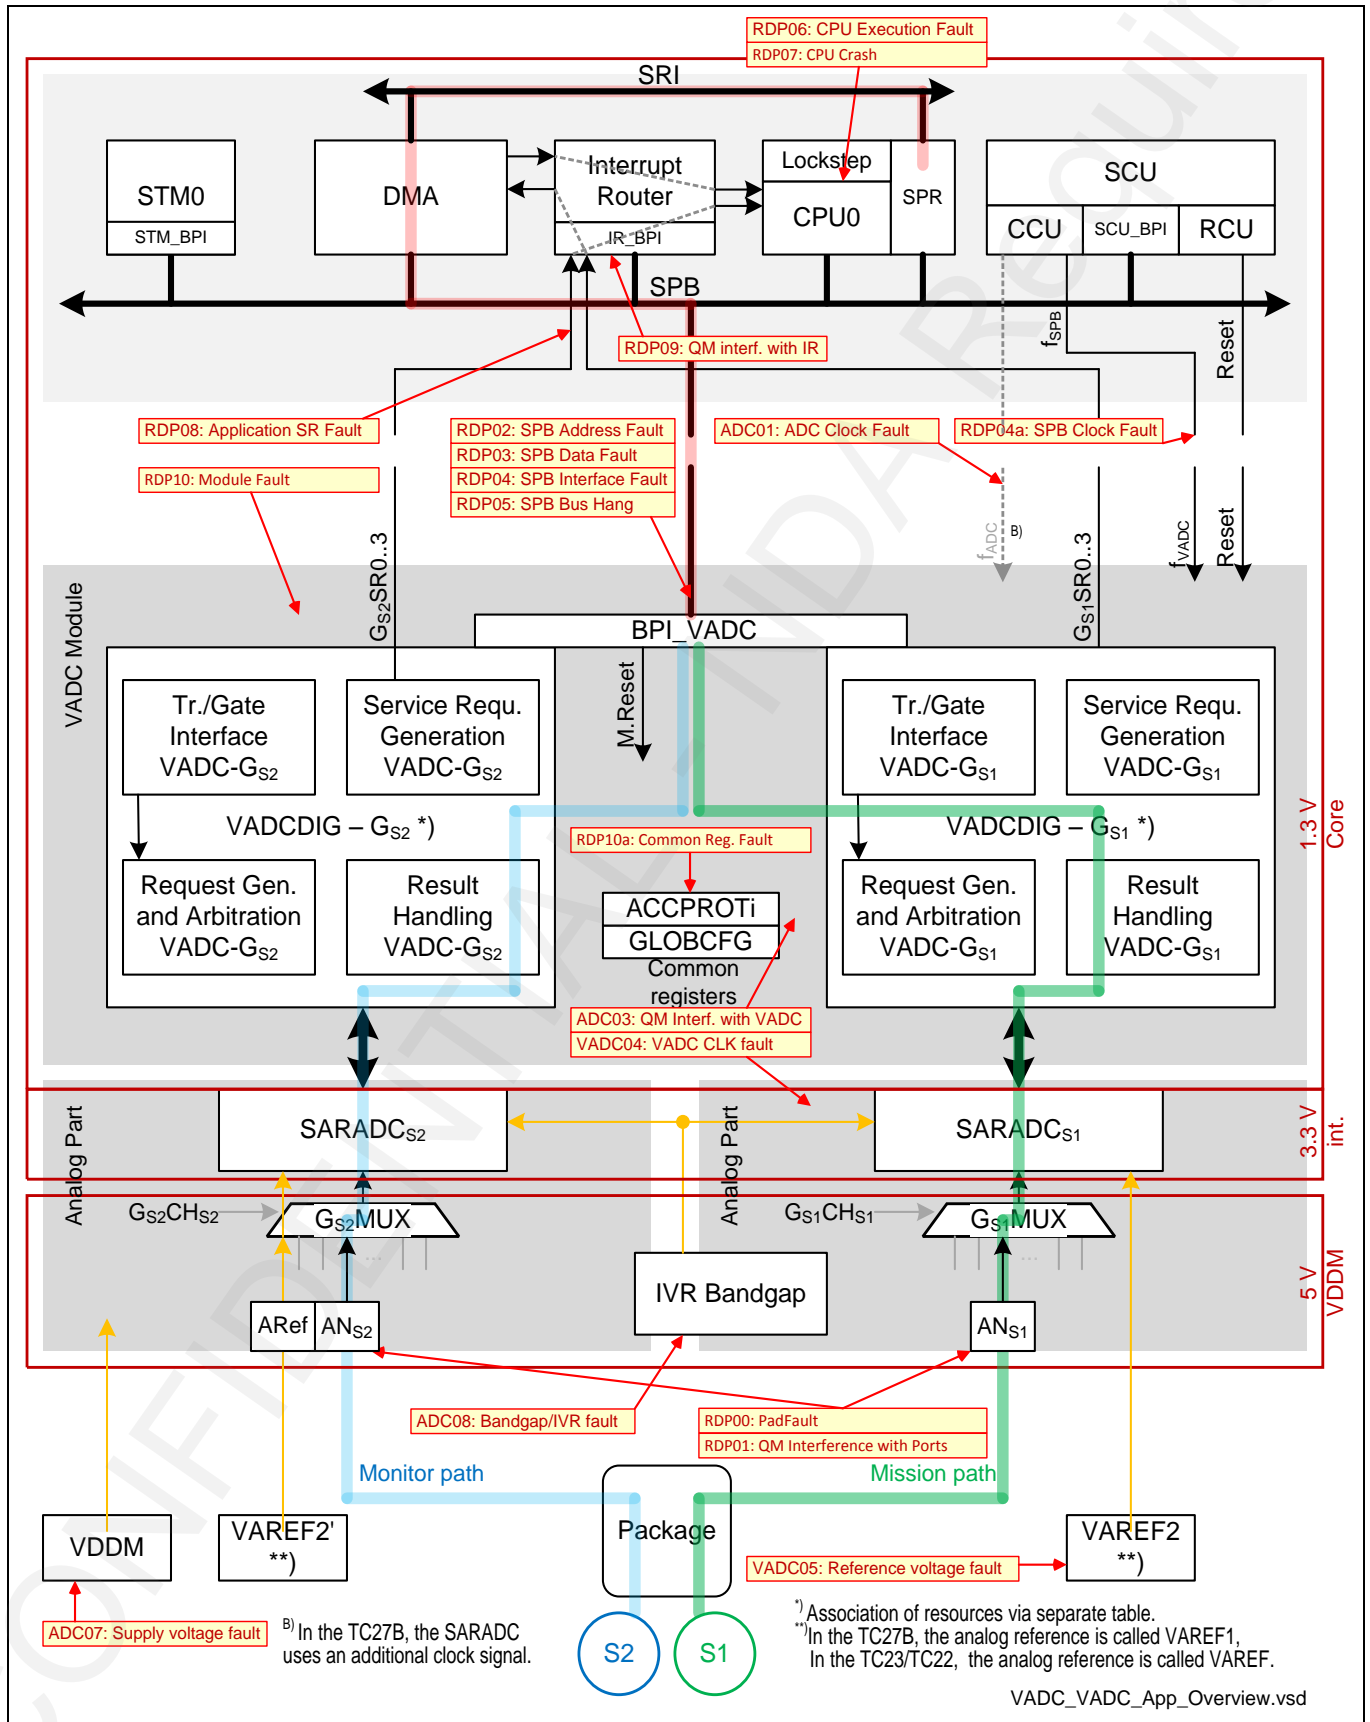 RDP06: CPU Execution Fault
RDP07: CPU Crash
SRI
STM0
STM_BPI
DMA
Interrupt
Router
IR_BPI
Lockstep
CPU0
SPR
SCU
CCU
SCU_BPI
RCU
SPB
fSPB
Reset
RDP09: QM interf. with IR
RDP08: Application SR Fault
RDP02: SPB Address Fault
RDP03: SPB Data Fault
RDP04: SPB Interface Fault
RDP05: SPB Bus Hang
ADC01: ADC Clock Fault
RDP04a: SPB Clock Fault
RDP10: Module Fault
GS2SR0..3
fADC
B)
GS1SR0..3
fVADC
Reset
VADC Module
BPI_VADC
M.Reset
Tr./Gate
Interface
VADC-GS2
Service Requ.
Generation
VADC-GS2
VADCDIG – GS2 *)
Request Gen.
and Arbitration
VADC-GS2
Result
Handling
VADC-GS2
RDP10a: Common Reg. Fault
ACCPROTi
GLOBCFG
Common
registers
Tr./Gate
Interface
VADC-GS1
Service Requ.
Generation
VADC-GS1
VADCDIG – GS1 *)
Request Gen.
and Arbitration
VADC-GS1
Result
Handling
VADC-GS1
1.3 V
Core
ADC03: QM Interf. with VADC
VADC04: VADC CLK fault
Analog Part
SARADCS2
Analog Part
SARADCS1
3.3 V
int.
GS2CHS2
GS2MUX
...
GS1CHS1
GS1MUX
...
IVR Bandgap
ARef
ANS2
ANS1
5 V
VDDM
ADC08: Bandgap/IVR fault
RDP00: PadFault
RDP01: QM Interference with Ports
Monitor path
Mission path
Package
VDDM
VAREF2'
**)
VADC05: Reference voltage fault
VAREF2
**)
ADC07: Supply voltage fault
B) In the TC27B, the SARADC
uses an additional clock signal.
S2
S1
*) Association of resources via separate table.
**)In the TC27B, the analog reference is called VAREF1,
In the TC23/TC22, the analog reference is called VAREF.
VADC_VADC_App_Overview.vsd
CONFIDENTIAL - NDA Requir